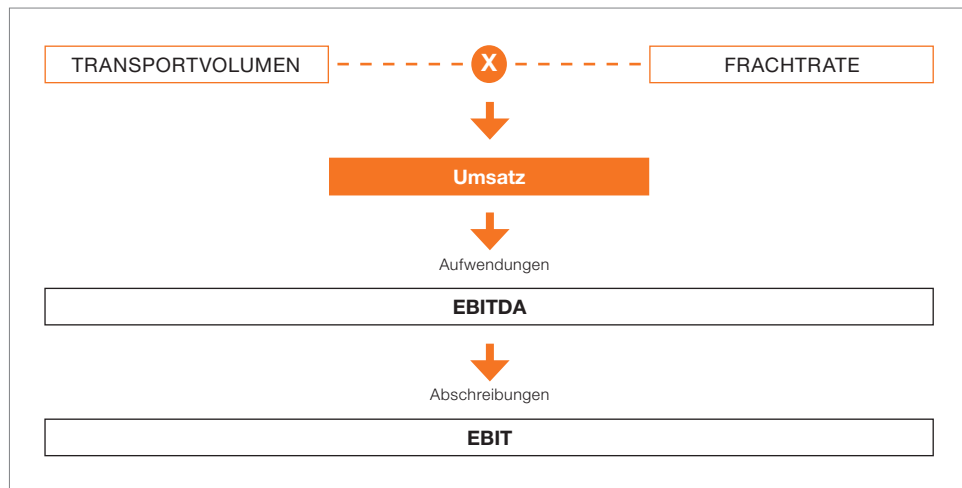 TRANSPORTVOLUMEN X FRACHTRATE
Umsatz
Aufwendungen
EBITDA
Abschreibungen
EBIT